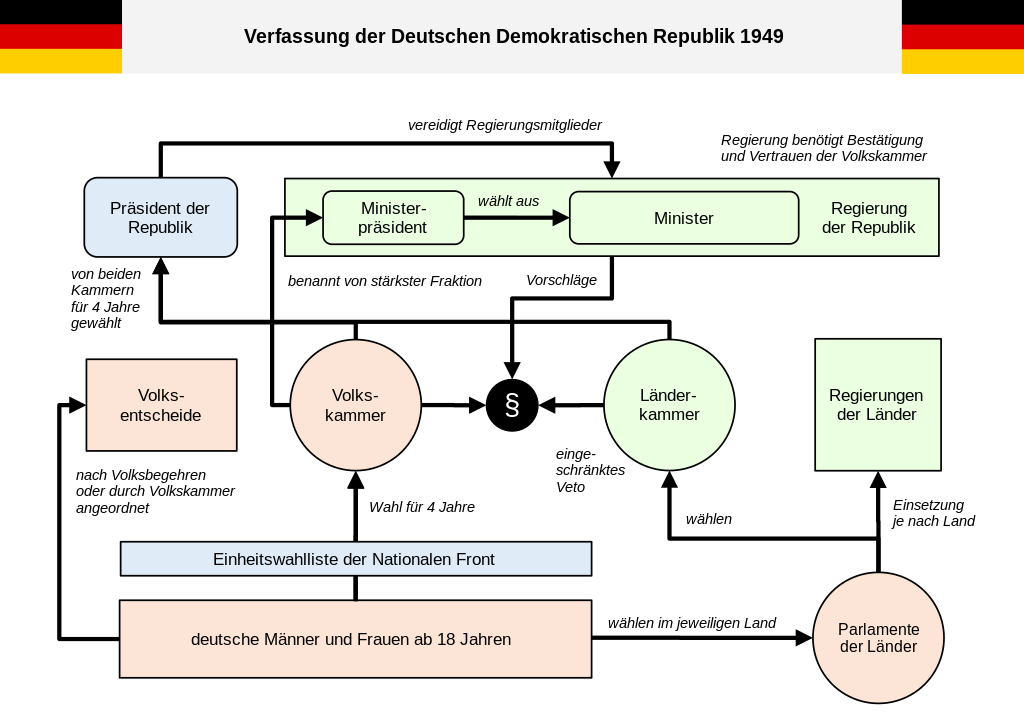 Verfassung der Deutschen Demokratischen Republik 1949
vereidigt Regierungsmitglieder
Regierung benötigt Bestätigung
und Vertrauen der Volkskammer
Präsident der
Republik
Minister-
präsident
wählt aus
Minister
Regierung
der Republik
von beiden
Kammern
für 4 Jahre
gewählt
benannt von stärkster Fraktion
Vorschläge
Volks-
entscheide
Volks-
kammer
§
Länder-
kammer
Regierungen
der Länder
nach Volksbegehren
oder durch Volkskammer
angeordnet
einge-
schränktes
Veto
Wahl für 4 Jahre
wählen
Einsetzung
je nach Land
Einheitswahlliste der Nationalen Front
deutsche Männer und Frauen ab 18 Jahren
wählen im jeweiligen Land
Parlamente
der Länder